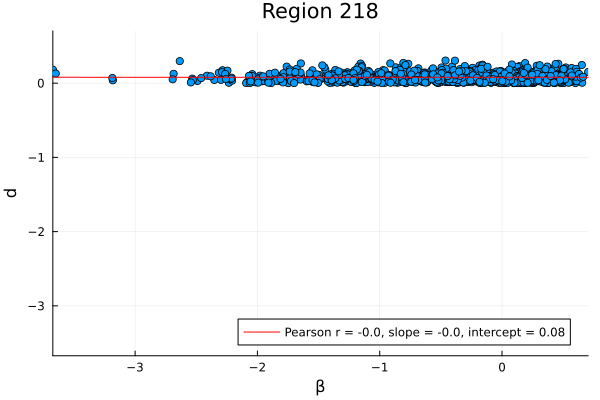 Region 218
d
0
−1
−2
−3
Pearson r = -0.0, slope = -0.0, intercept = 0.08
−3 −2 −1 0
β